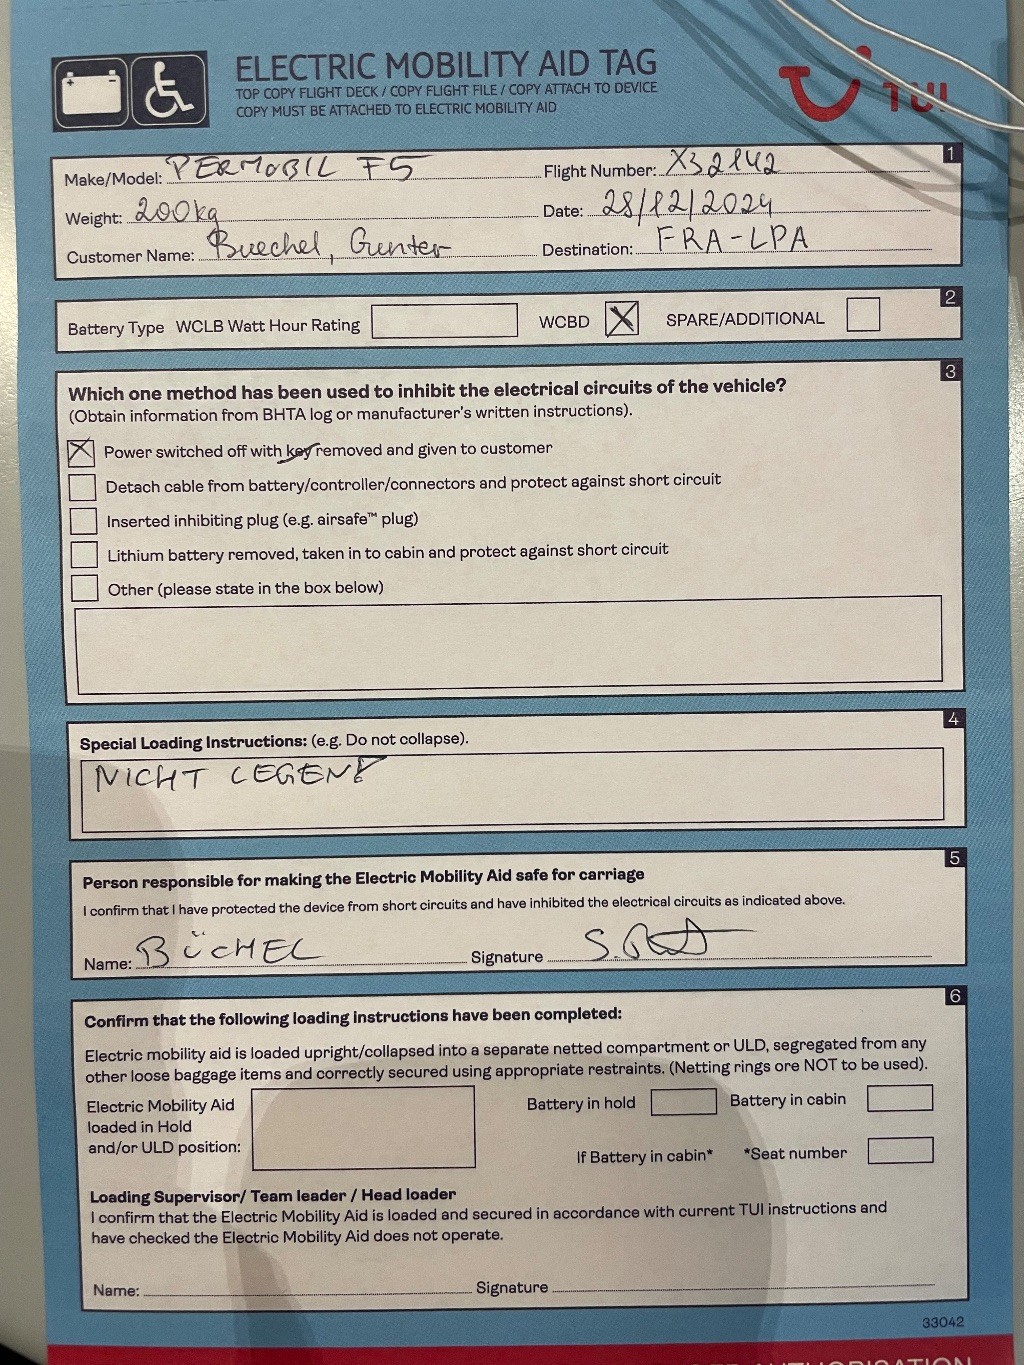 ELECTRIC MOBILITY AID TAG
TOP COPY FLIGHT DECK / COPY FLIGHT FILE / COPY ATTACH TO DEVICE
COPY MUST BE ATTACHED TO ELECTRIC MOBILITY AID
TUI
1
Make/Model: PERMOBIL F5
Flight Number: X32142
Weight: 200kg
Date: 28/12/2024
Customer Name: Buechel, Gunter
Destination: FRA-LPA
2
Battery Type WCLB Watt Hour Rating
WCBD X SPARE/ADDITIONAL
3
Which one method has been used to inhibit the electrical circuits of the vehicle?
(Obtain information from BHTA log or manufacturer's written instructions).
X Power switched off with key removed and given to customer
Detach cable from battery/controller/connectors and protect against short circuit
Inserted inhibiting plug (e.g. airsafe™ plug)
Lithium battery removed, taken in to cabin and protect against short circuit
Other (please state in the box below)
4
Special Loading Instructions: (e.g. Do not collapse).
NICHT LEGEN!
5
Person responsible for making the Electric Mobility Aid safe for carriage
I confirm that I have protected the device from short circuits and have inhibited the electrical circuits as indicated above.
Name: BÜCHEL
Signature
6
Confirm that the following loading instructions have been completed:
Electric mobility aid is loaded upright/collapsed into a separate netted compartment or ULD, segregated from any
other loose baggage items and correctly secured using appropriate restraints. (Netting rings are NOT to be used).
Electric Mobility Aid
loaded in Hold
and/or ULD position:
Battery in hold
Battery in cabin
If Battery in cabin*
*Seat number
Loading Supervisor/ Team leader / Head loader
I confirm that the Electric Mobility Aid is loaded and secured in accordance with current TUI instructions and
have checked the Electric Mobility Aid does not operate.
Name:
Signature
33042